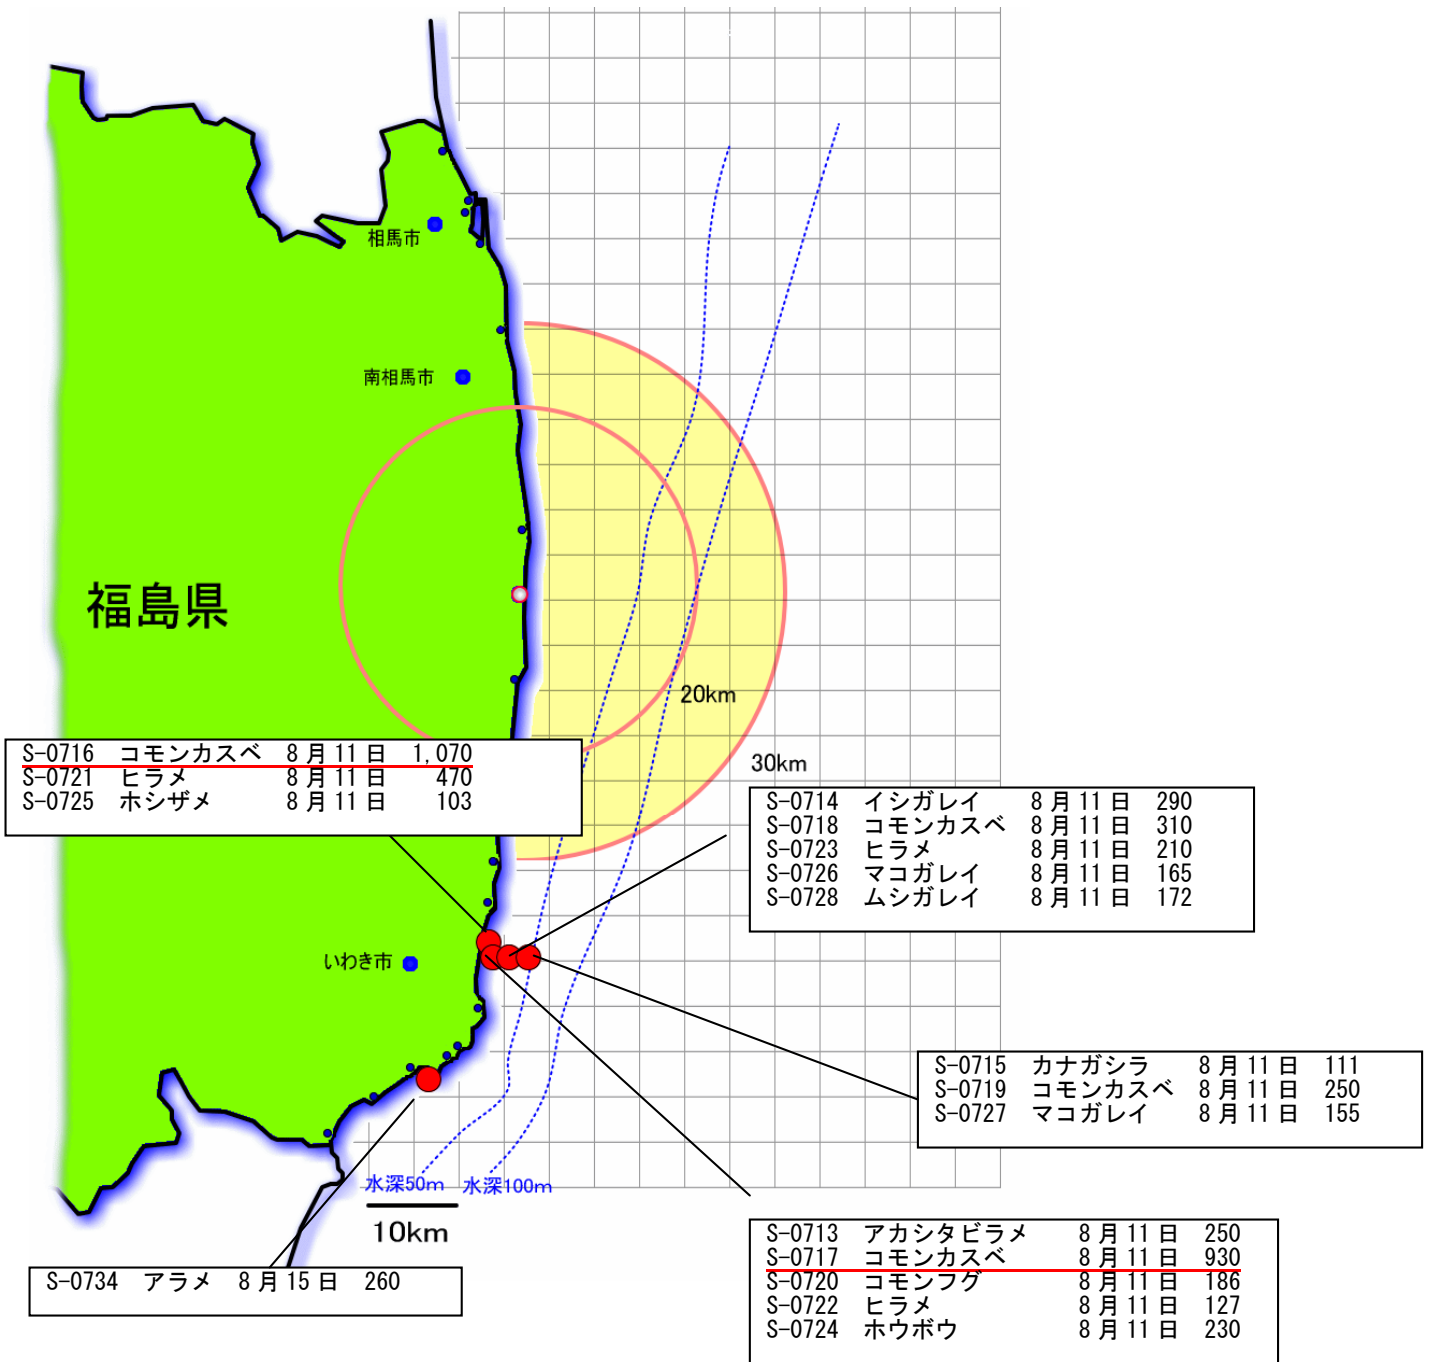 相馬市
南相馬市
福島県
20km
S-0716 コモンカスベ 8月11日 1,070
S-0721 ヒラメ 8月11日 470
S-0725 ホシザメ 8月11日 103
30km
S-0714 イシガレイ 8月11日 290
S-0718 コモンカスベ 8月11日 310
S-0723 ヒラメ 8月11日 210
S-0726 マコガレイ 8月11日 165
S-0728 ムシガレイ 8月11日 172
いわき市
S-0715 カナガシラ 8月11日 111
S-0719 コモンカスベ 8月11日 250
S-0727 マコガレイ 8月11日 155
水深50m 水深100m
10km
S-0713 アカシタビラメ 8月11日 250
S-0717 コモンカスベ 8月11日 930
S-0720 コモンフグ 8月11日 186
S-0722 ヒラメ 8月11日 127
S-0724 ホウボウ 8月11日 230
S-0734 アラメ 8月15日 260